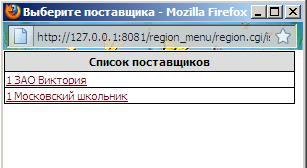 Выберите поставщика - Mozilla Firefox
http://127.0.0.1:8081/region_menu/region.cgi/is
Список поставщиков
1 ЗАО Виктория
1 Московский школьник